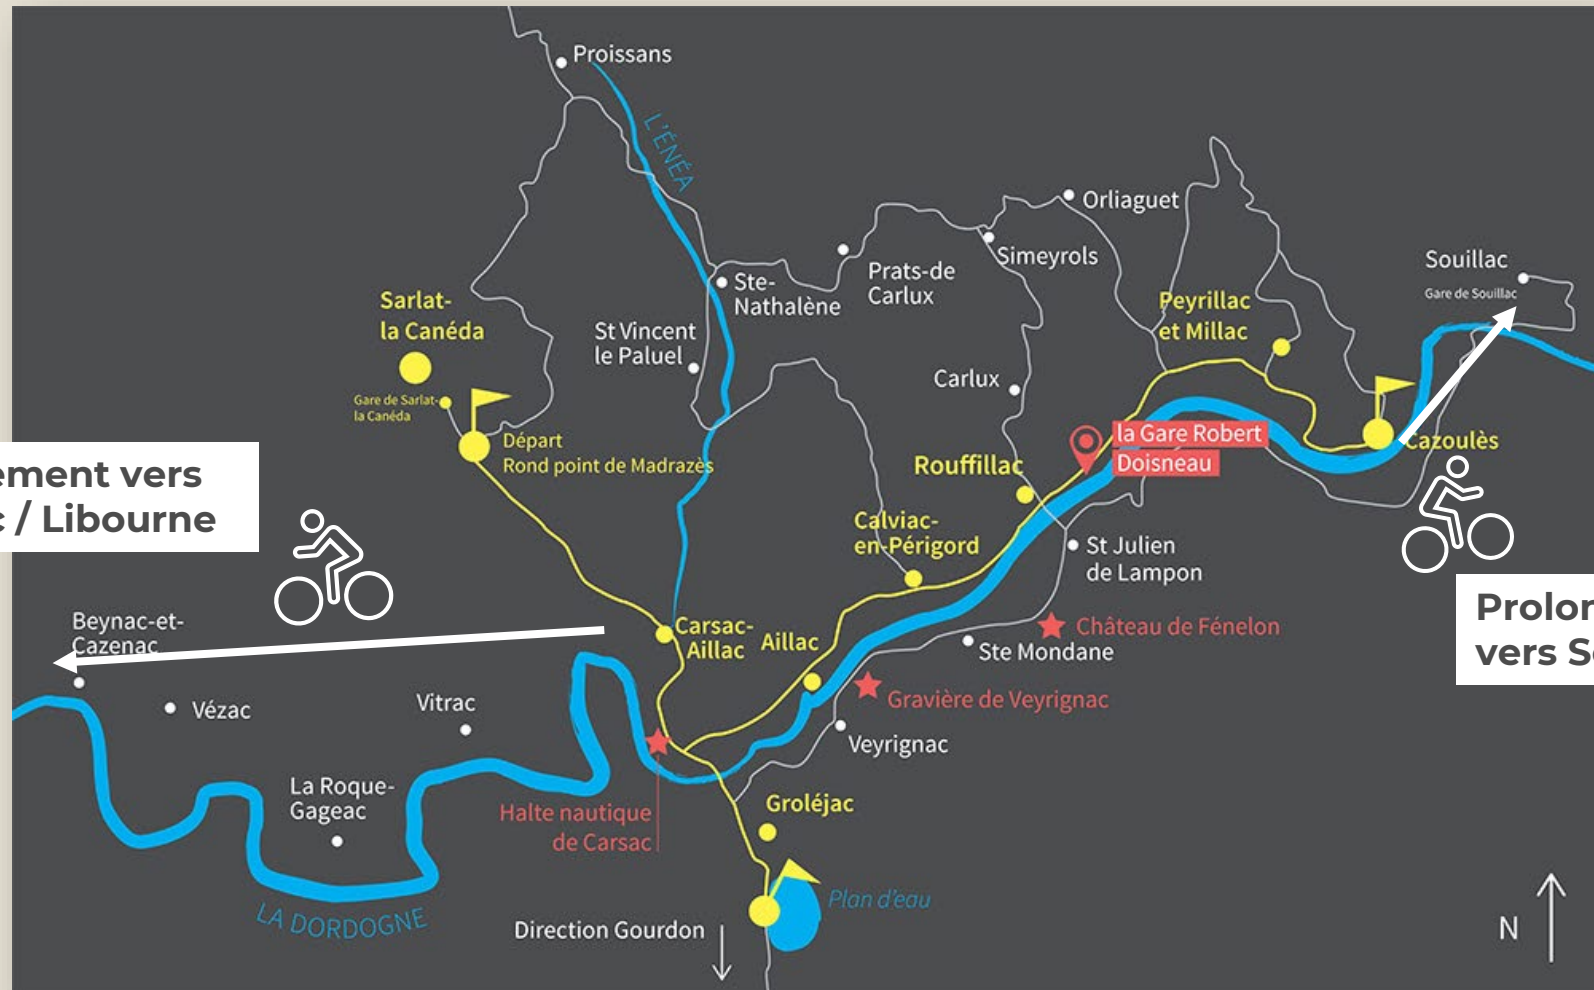 Proissans
L'ÉNÉA
Orliaguet
Simeyrols
Souillac
Gare de Souillac
Prats-de
Carlux
Ste-
Nathalène
Sarlat-
la Canéda
Peyrillac
et Millac
St Vincent
le Paluel
Carlux
Gare de Sarlat-
la Canéda
Départ
Rond point de Madrazès
la Gare Robert
Doisneau
Cazoulès
Rouffillac
vers
/ Libourne
Calviac-
en-Périgord
St Julien
de Lampon
Beynac-et-
Cazenac
Carsac-
Aillac
Aillac
Château de Fénelon
Ste Mondane
vers
Gravière de Veyrignac
Vézac
Vitrac
Veyrignac
La Roque-
Gageac
Halte nautique
de Carsac
Groléjac
Plan d'eau
LA DORDOGNE
Direction Gourdon
N